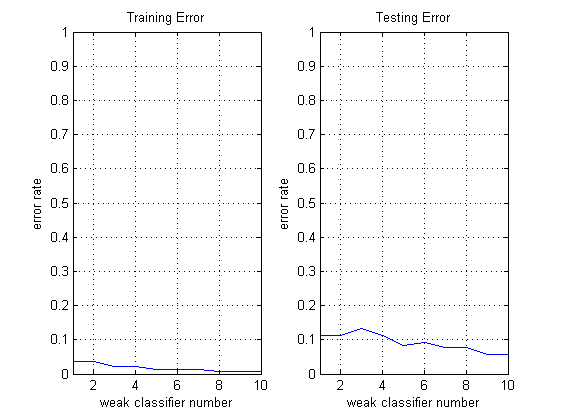 Training Error
1
0.9
0.8
0.7
0.6
0.5
0.4
0.3
0.2
0.1
0
error rate
2 4 6 8 10
weak classifier number
Testing Error
1
0.9
0.8
0.7
0.6
0.5
0.4
0.3
0.2
0.1
0
error rate
2 4 6 8 10
weak classifier number